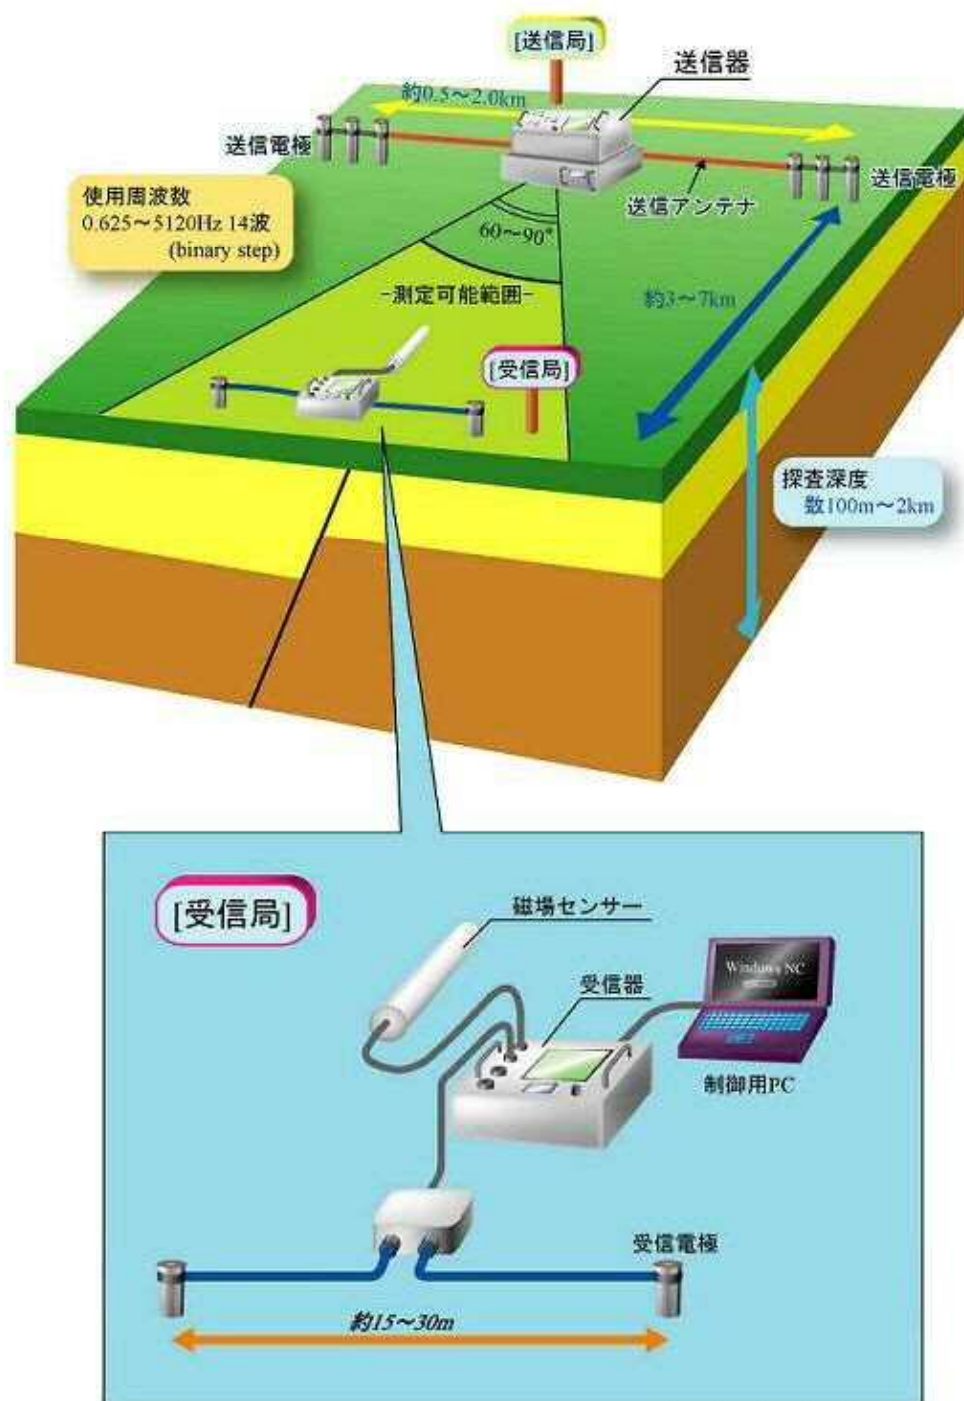 [送信局]
送信器
約0.5～2.0km
送信電極
送信電極
送信アンテナ
使用周波数
0.625～5120Hz 14波
(binary step)
60～90°
-測定可能範囲-
約3～7km
[受信局]
探査深度
数100m～2km
[受信局]
磁場センサー
受信器
Windows NC
制御用PC
受信電極
約15～30m